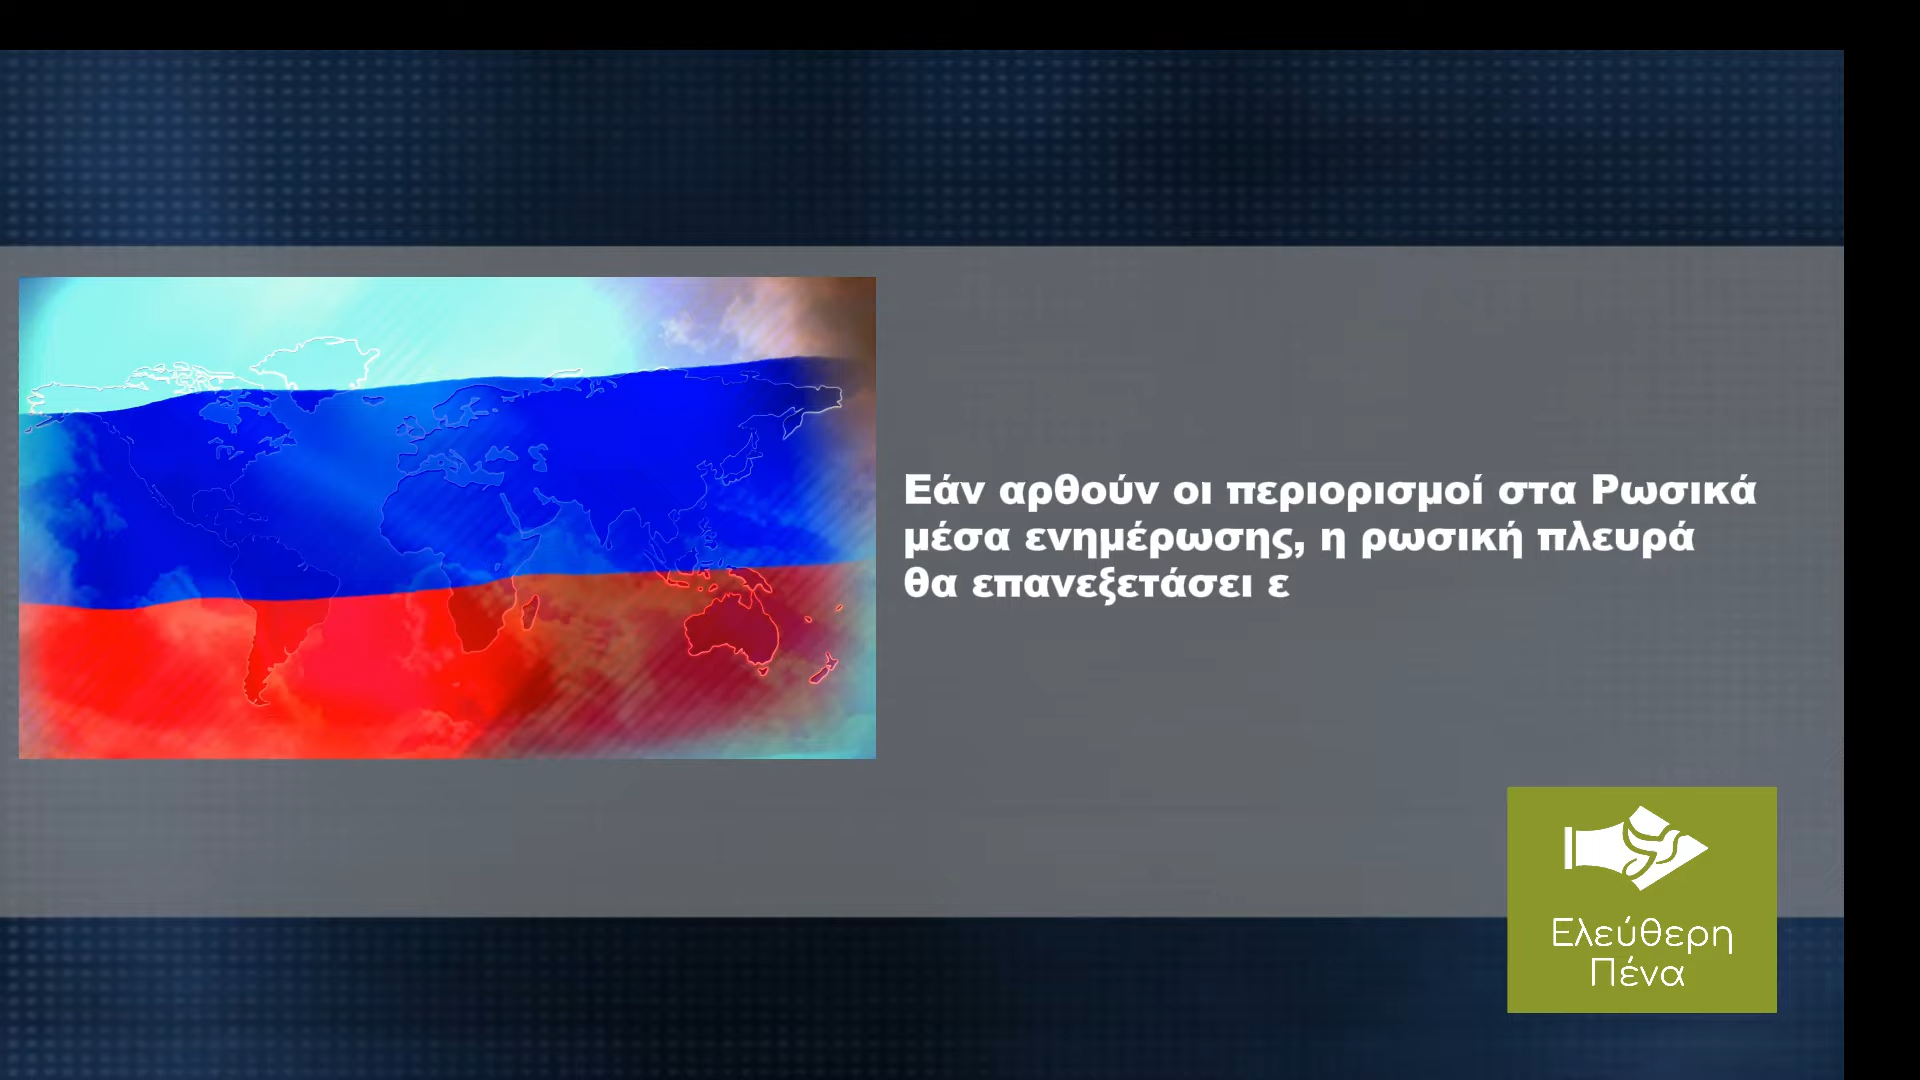 Εάν αρθούν οι περιορισμοί στα Ρωσικά
μέσα ενημέρωσης, η ρωσική πλευρά
θα επανεξετάσει ε
Ελεύθερη
Πένα